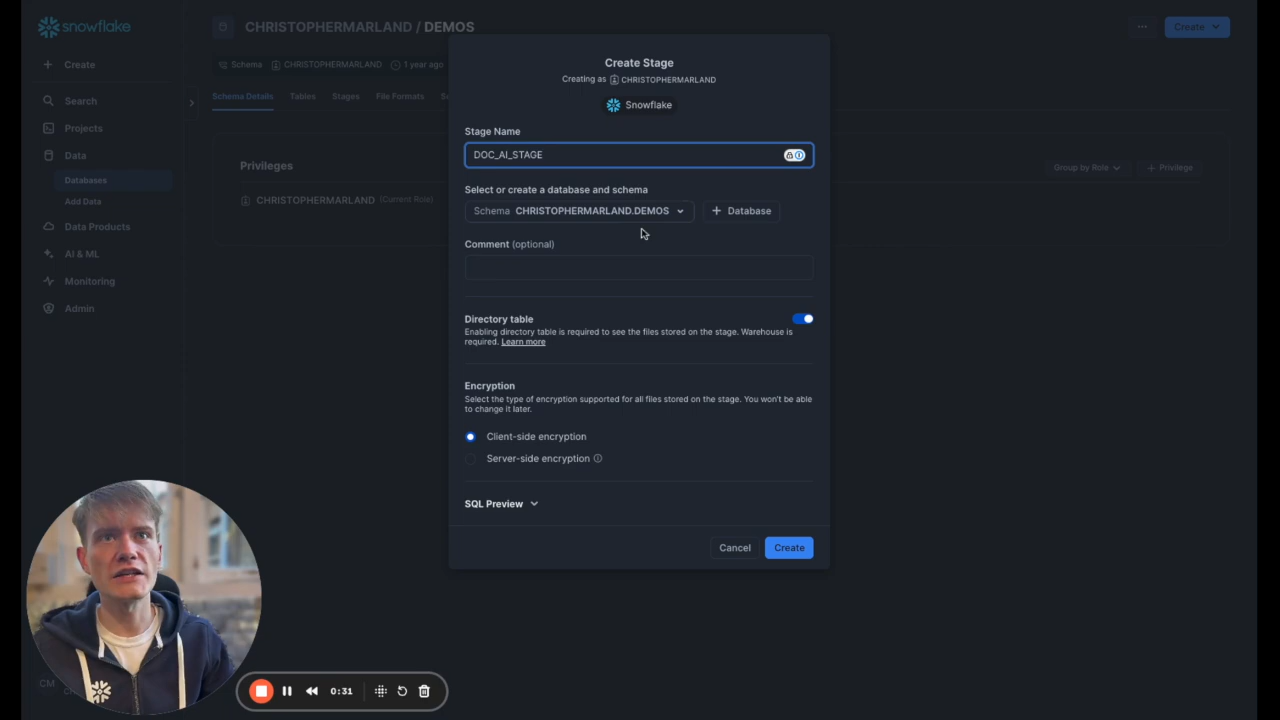 snowflake
CHRISTOPHERMARLAND / DEMOS
Create
Create
Schema
CHRISTOPHERMARLAND
1 year ago
Search
Schema Details
Tables
Stages
File Formats
Projects
Data
Databases
Add Data
Data Products
AI & ML
Monitoring
Admin
Privileges
Group by Role
Privilege
CHRISTOPHERMARLAND (Current Role)
Create Stage
Creating as CHRISTOPHERMARLAND
Snowflake
Stage Name
DOC_AI_STAGE
Select or create a database and schema
Schema CHRISTOPHERMARLAND.DEMOS
+ Database
Comment (optional)
Directory table
Enabling directory table is required to see the files stored on the stage. Warehouse is
required. Learn more
Encryption
Select the type of encryption supported for all files stored on the stage. You won't be able
to change it later.
Client-side encryption
Server-side encryption
SQL Preview
Cancel
Create
CM
0:31